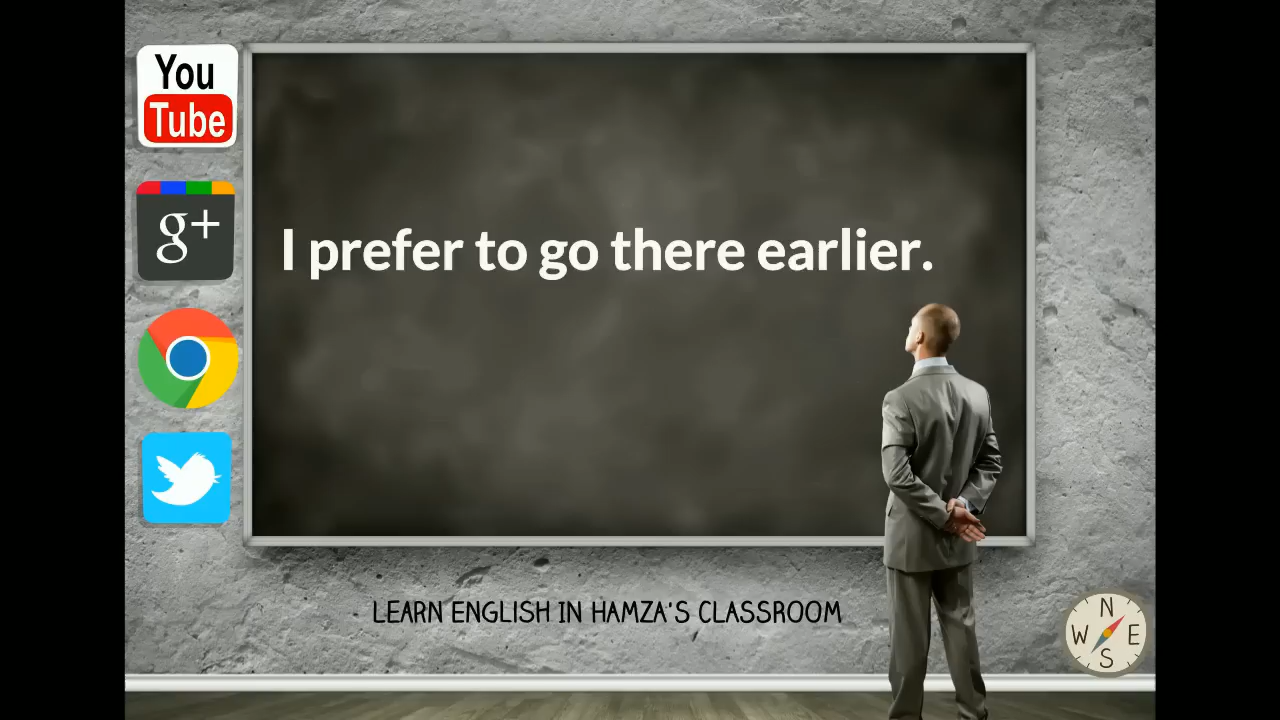 You
Tube
g+
I prefer to go there earlier.
LEARN ENGLISH IN HAMZA'S CLASSROOM
N
W E
S